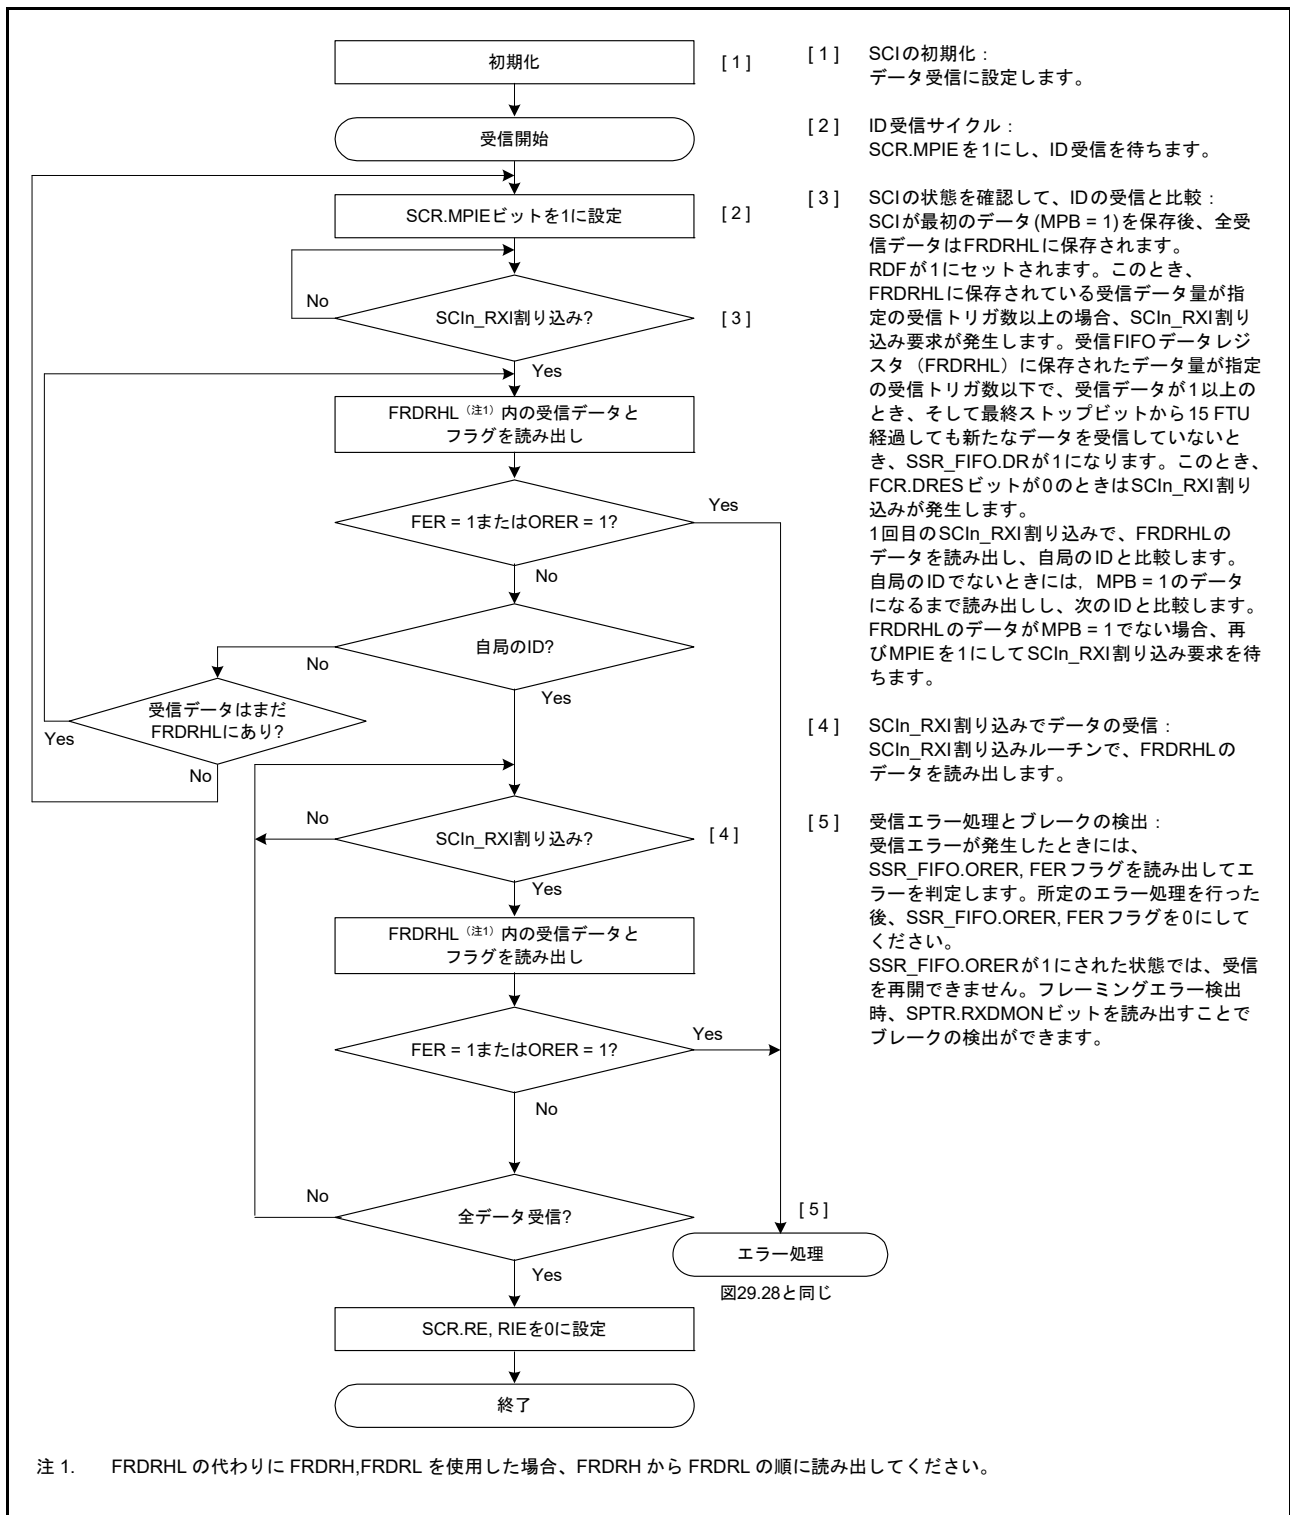 初期化
[ 1 ]
受信開始
SCR.MPIEビットを1に設定
[ 2 ]
No
SCIn_RXI割り込み?
[ 3 ]
Yes
FRDRHL（注1）内の受信データと
フラグを読み出し
FER = 1またはORER = 1?
Yes
No
自局のID?
No
Yes
受信データはまだ
FRDRHLにあり?
Yes
No
SCIn_RXI割り込み?
No
[ 4 ]
Yes
FRDRHL（注1）内の受信データと
フラグを読み出し
FER = 1またはORER = 1?
Yes
No
全データ受信?
No
Yes
[ 5 ]
エラー処理
図29.28と同じ
SCR.RE, RIEを0に設定
終了
[ 1 ] SCIの初期化：
データ受信に設定します。
[ 2 ] ID受信サイクル：
SCR.MPIEを1にし、ID受信を待ちます。
[ 3 ] SCIの状態を確認して、IDの受信と比較：
SCIが最初のデータ(MPB = 1)を保存後、全受
信データはFRDRHLに保存されます。
RDFが1にセットされます。このとき、
FRDRHLに保存されている受信データ量が指
定の受信トリガ数以上の場合、SCIn_RXI割り
込み要求が発生します。受信FIFOデータレジ
スタ（FRDRHL）に保存されたデータ量が指定
の受信トリガ数以下で、受信データが1以上の
とき、そして最終ストップビットから15 FTU
経過しても新たなデータを受信していないと
き、SSR_FIFO.DRが1になります。このとき、
FCR.DRESビットが0のときはSCIn_RXI割り
込みが発生します。
1回目のSCIn_RXI割り込みで、FRDRHLの
データを読み出し、自局のIDと比較します。
自局のIDでないときには，MPB = 1のデータ
になるまで読み出しし、次のIDと比較します。
FRDRHLのデータがMPB = 1でない場合、再
びMPIEを1にしてSCIn_RXI割り込み要求を待
ちます。
[ 4 ] SCIn_RXI割り込みでデータの受信：
SCIn_RXI割り込みルーチンで、FRDRHLの
データを読み出します。
[ 5 ] 受信エラー処理とブレークの検出：
受信エラーが発生したときには、
SSR_FIFO.ORER, FERフラグを読み出してエ
ラーを判定します。所定のエラー処理を行った
後、SSR_FIFO.ORER, FERフラグを0にして
ください。
SSR_FIFO.ORERが1にされた状態では、受信
を再開できません。フレーミングエラー検出
時、SPTR.RXDMONビットを読み出すことで
ブレークの検出ができます。
注 1. FRDRHL の代わりに FRDRH,FRDRL を使用した場合、FRDRH から FRDRL の順に読み出してください。